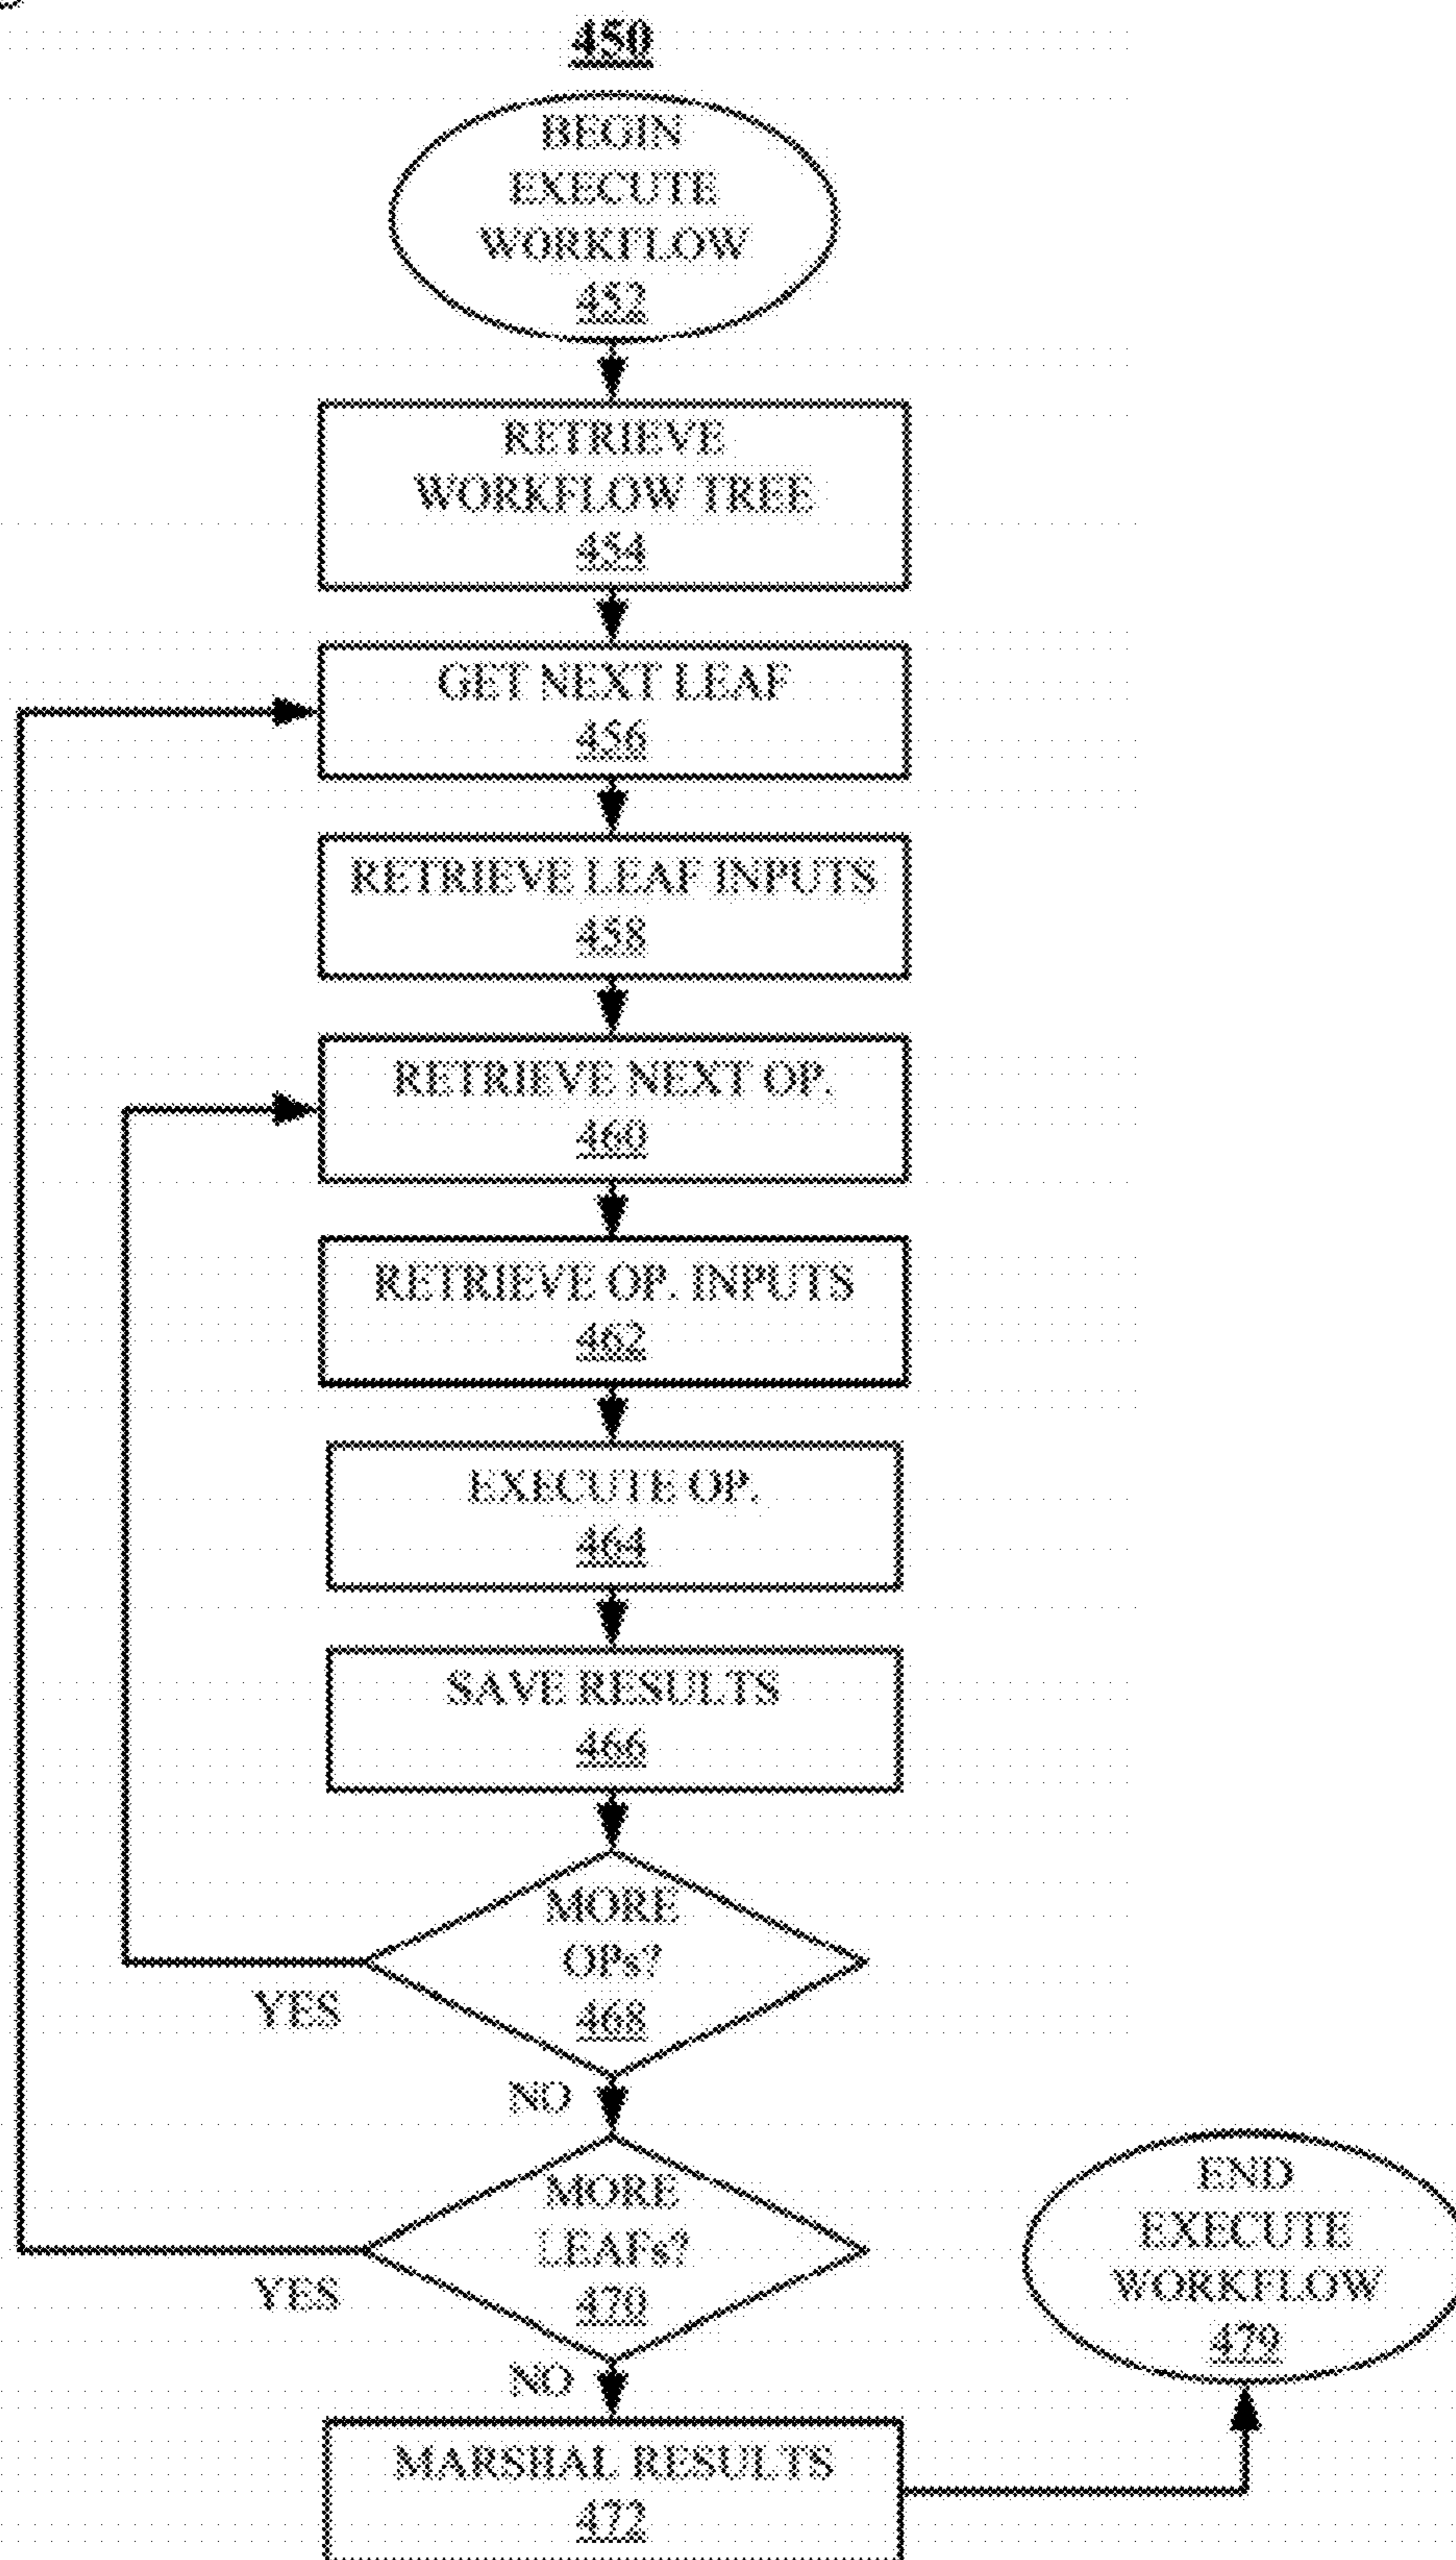 450
BEGIN
EXECUTE
WORKFLOW
452
RETRIEVE
WORKFLOW TREE
454
GET NEXT LEAF
456
RETRIEVE LEAF INPUTS
458
RETRIEVE NEXT OP.
460
RETRIEVE OP. INPUTS
462
EXECUTE OP.
464
SAVE RESULTS
466
MORE
OPs?
468
YES
NO
MORE
LEAFs?
470
YES
NO
END
EXECUTE
WORKFLOW
479
MARSHAL RESULTS
472